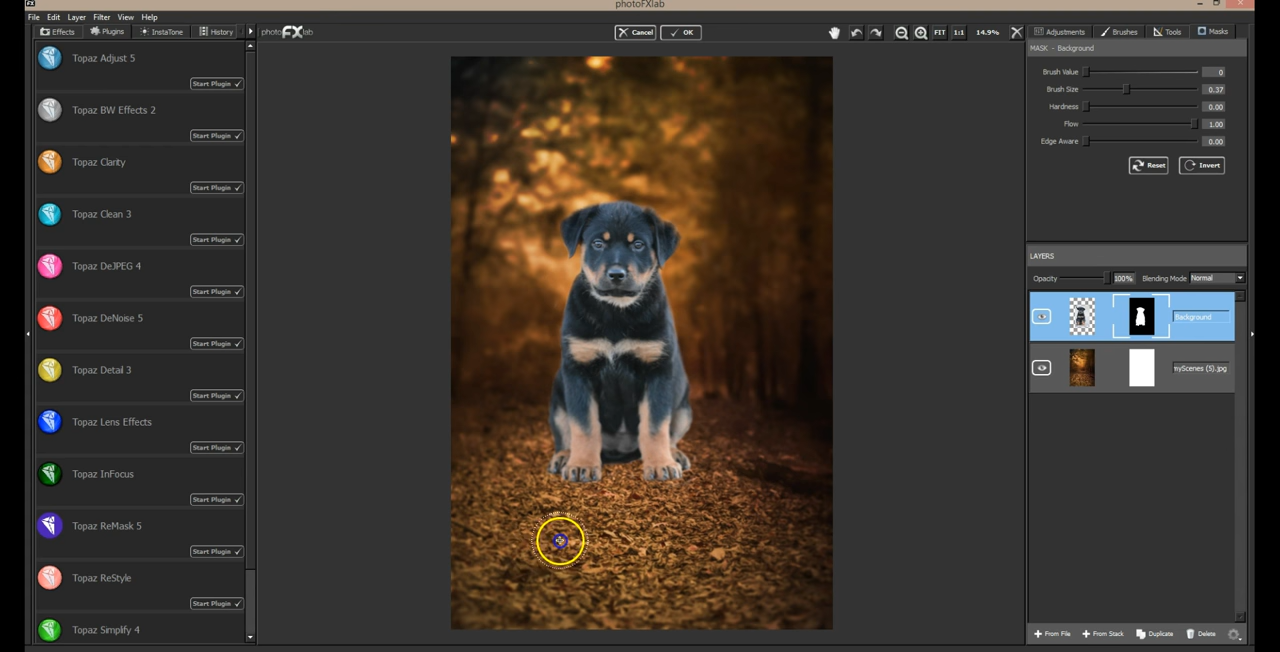 FX
photoFXlab
File Edit View Layer Filter Window Help
Effects Plugins InstaTone History
photoFXlab
Cancel OK
FIT 1:1 14.9%
Adjustments Brushes Tools Masks
MASK - Background
Brush Value 0
Brush Size 0.37
Hardness 0.00
Flow 1.00
Edge Aware 0.00
Reset Invert
LAYERS
Opacity 100% Blending Mode Normal
Background
myScenes (5).jpg
From File From Stack Duplicate Delete
Topaz Adjust 5
Start Plugin
Topaz BW Effects 2
Start Plugin
Topaz Clarity
Start Plugin
Topaz Clean 3
Start Plugin
Topaz DeJPEG 4
Start Plugin
Topaz DeNoise 5
Start Plugin
Topaz Detail 3
Start Plugin
Topaz Lens Effects
Start Plugin
Topaz InFocus
Start Plugin
Topaz ReMask 5
Start Plugin
Topaz ReStyle
Start Plugin
Topaz Simplify 4